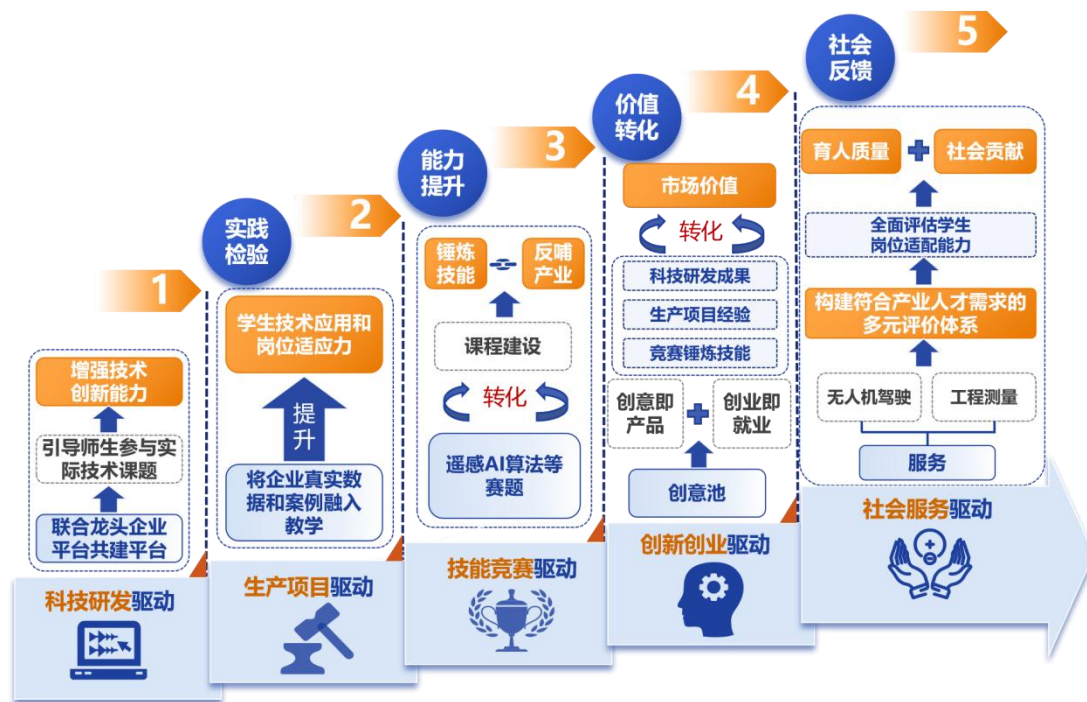 1
增强技术
创新能力
引导师生参与实
际技术课题
联合龙头企业
平台共建平台
科技研发驱动
实践
检验
2
学生技术应用和
岗位适应力
提升
将企业真实数
据和案例融入
教学
生产项目驱动
能力
提升
3
锤炼
技能
反哺
产业
课程建设
转化
遥感AI算法等
赛题
技能竞赛驱动
价值
转化
4
市场价值
转化
科技研发成果
生产项目经验
竞赛锤炼技能
创意即
产品
创业即
就业
创意池
创新创业驱动
社会
反馈
5
育人质量
社会贡献
全面评估学生
岗位适配能力
构建符合产业人才需求的
多元评价体系
无人机驾驶
工程测量
服务
社会服务驱动